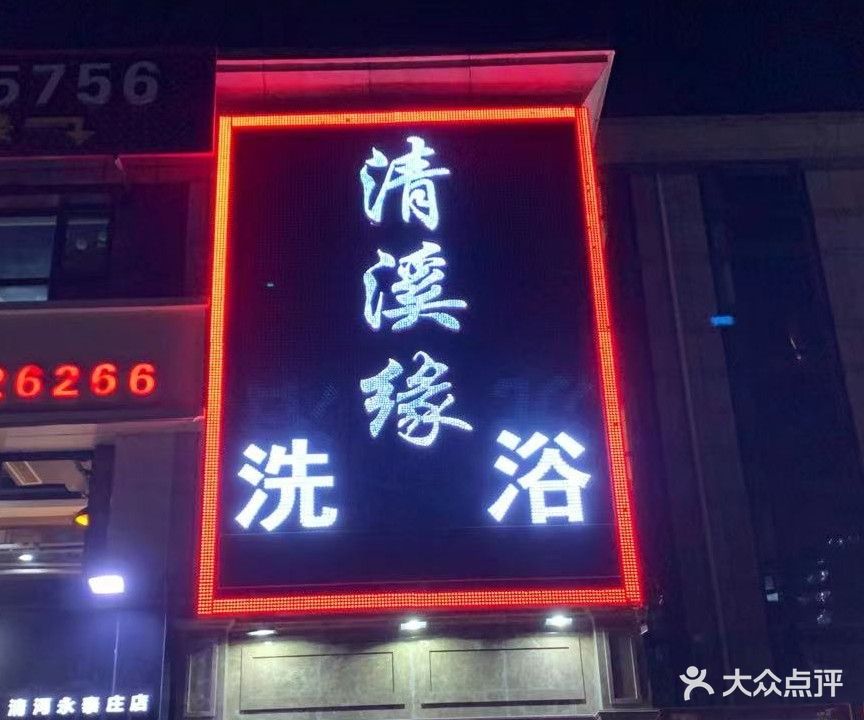 5756
清
溪
缘
洗 浴
26266
清河永泰庄店
大众点评